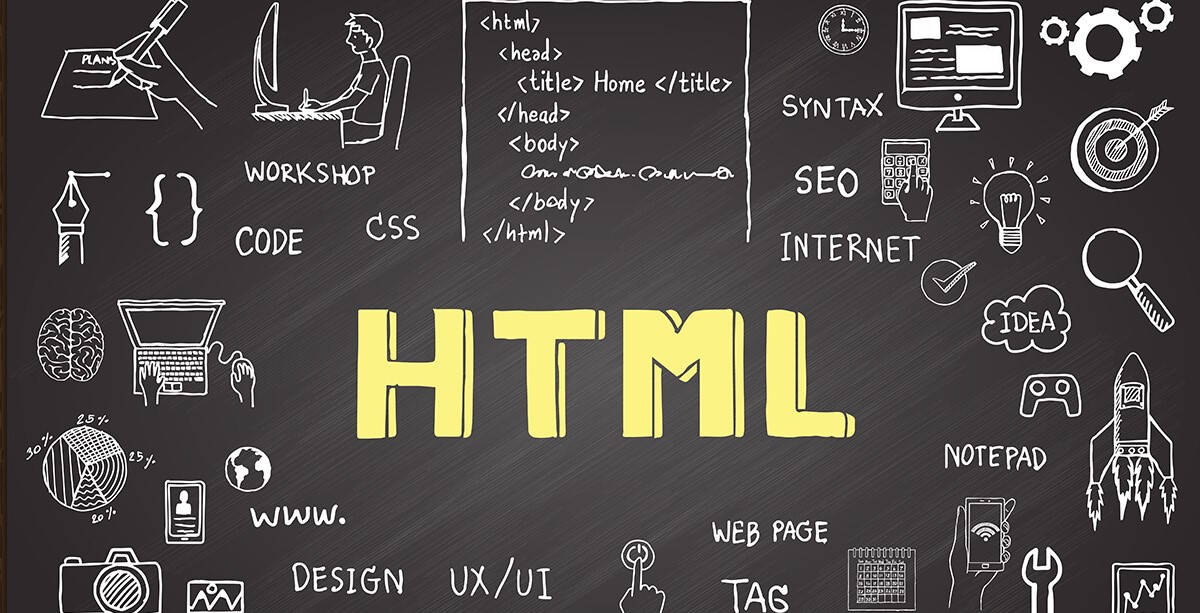 PLANS
<html>
<head>
<title> Home </title>
</head>
<body>
</body>
</html>
SYNTAX
WORKSHOP
SEO
CODE
CSS
INTERNET
IDEA
HTML
25%
30%
25%
20%
NOTEPAD
WWW.
WEB PAGE
DESIGN
UX/UI
TAG